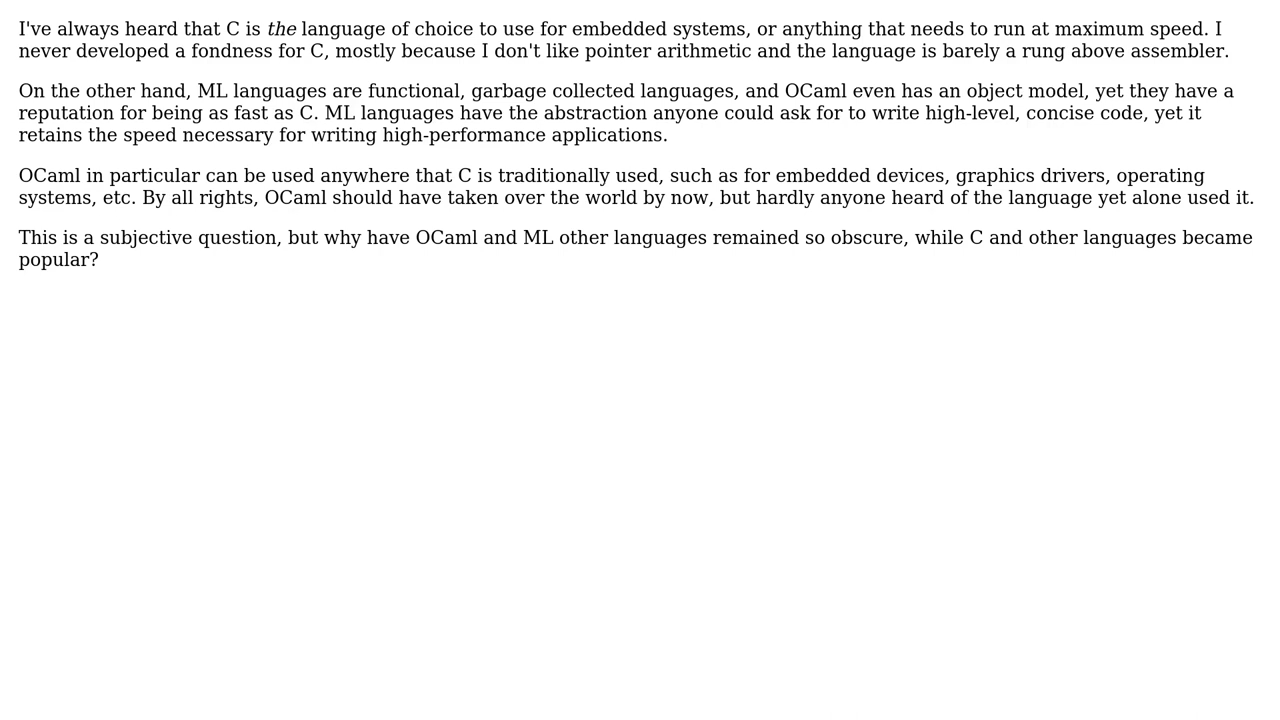 I've always heard that C is the language of choice to use for embedded systems, or anything that needs to run at maximum speed. I
never developed a fondness for C, mostly because I don't like pointer arithmetic and the language is barely a rung above assembler.
On the other hand, ML languages are functional, garbage collected languages, and OCaml even has an object model, yet they have a
reputation for being as fast as C. ML languages have the abstraction anyone could ask for to write high-level, concise code, yet it
retains the speed necessary for writing high-performance applications.
OCaml in particular can be used anywhere that C is traditionally used, such as for embedded devices, graphics drivers, operating
systems, etc. By all rights, OCaml should have taken over the world by now, but hardly anyone heard of the language yet alone used it.
This is a subjective question, but why have OCaml and ML other languages remained so obscure, while C and other languages became
popular?